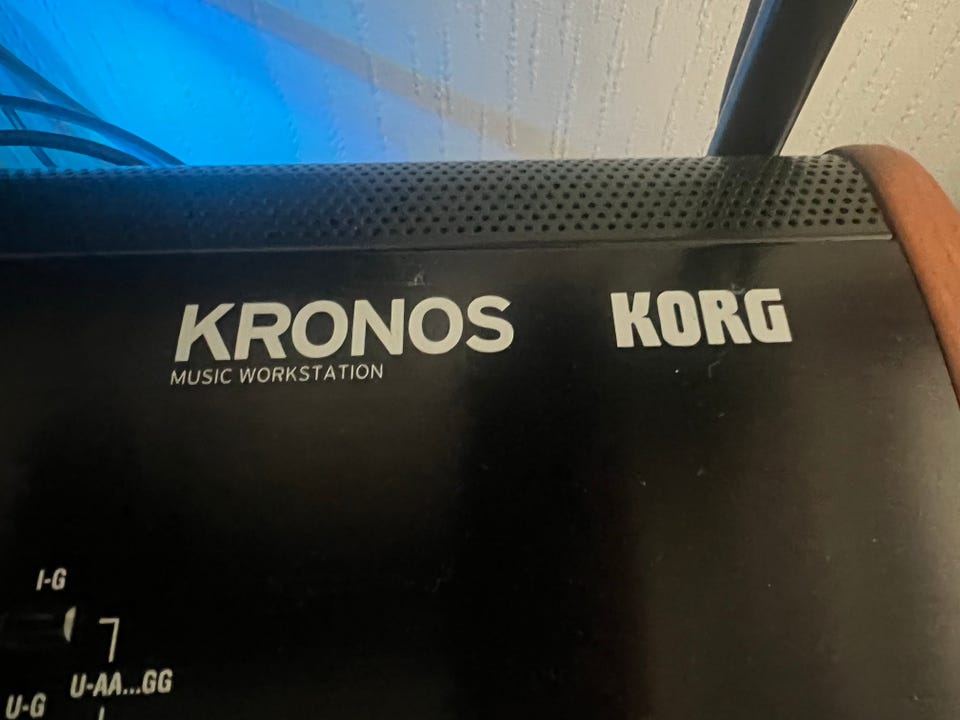 KRONOS KORG
MUSIC WORKSTATION
I-G
U-AA...GG
U-G